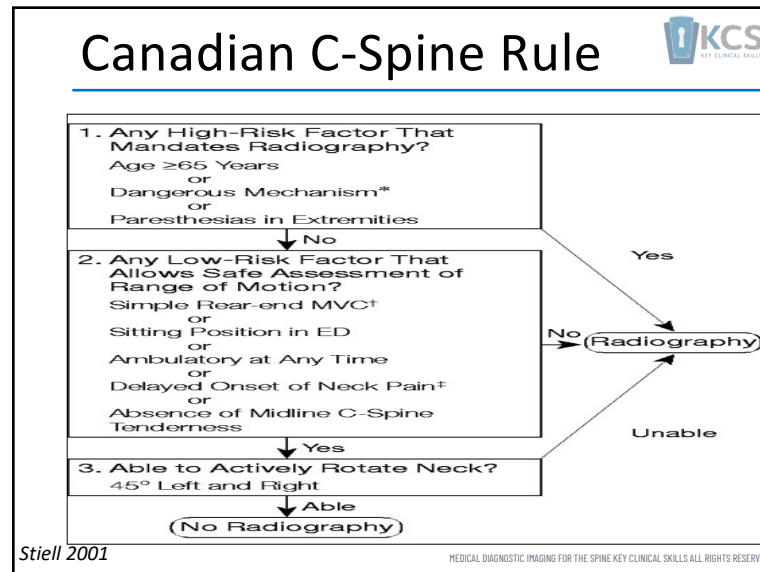 Canadian C-Spine Rule
KCS
KEY CLINICAL SKILLS
1. Any High-Risk Factor That
Mandates Radiography?
Age ≥65 Years
or
Dangerous Mechanism*
or
Paresthesias in Extremities
No
Yes
2. Any Low-Risk Factor That
Allows Safe Assessment of
Range of Motion?
Simple Rear-end MVC†
or
Sitting Position in ED
or
Ambulatory at Any Time
or
Delayed Onset of Neck Pain‡
or
Absence of Midline C-Spine
Tenderness
No
Radiography
Yes
Unable
3. Able to Actively Rotate Neck?
45° Left and Right
Able
No Radiography
Stiell 2001
MEDICAL DIAGNOSTIC IMAGING FOR THE SPINE KEY CLINICAL SKILLS ALL RIGHTS RESERV